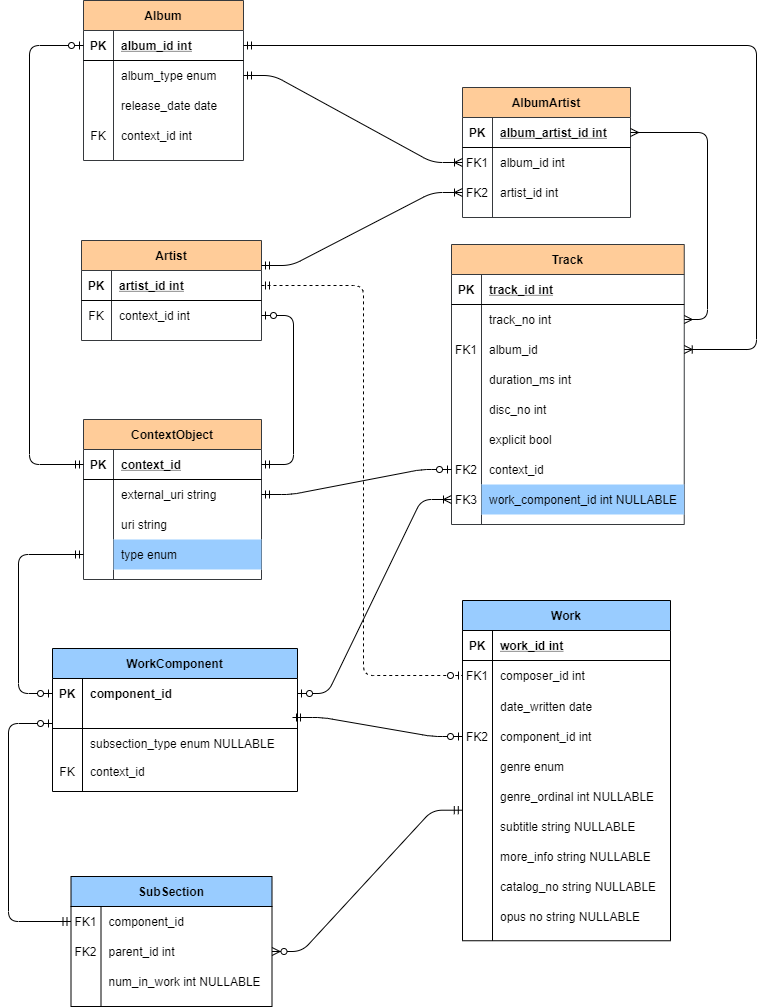 Album
PK album_id int
album_type enum
release_date date
FK context_id int
AlbumArtist
PK album_artist_id int
FK1 album_id int
FK2 artist_id int
Artist
PK artist_id int
FK context_id int
Track
PK track_id int
track_no int
FK1 album_id
duration_ms int
disc_no int
explicit bool
FK2 context_id
FK3 work_component_id int NULLABLE
ContextObject
PK context_id
external_uri string
uri string
type enum
WorkComponent
PK component_id
subsection_type enum NULLABLE
FK context_id
Work
PK work_id int
FK1 composer_id int
date_written date
FK2 component_id int
genre enum
genre_ordinal int NULLABLE
subtitle string NULLABLE
more_info string NULLABLE
catalog_no string NULLABLE
opus no string NULLABLE
SubSection
FK1 component_id
FK2 parent_id int
num_in_work int NULLABLE